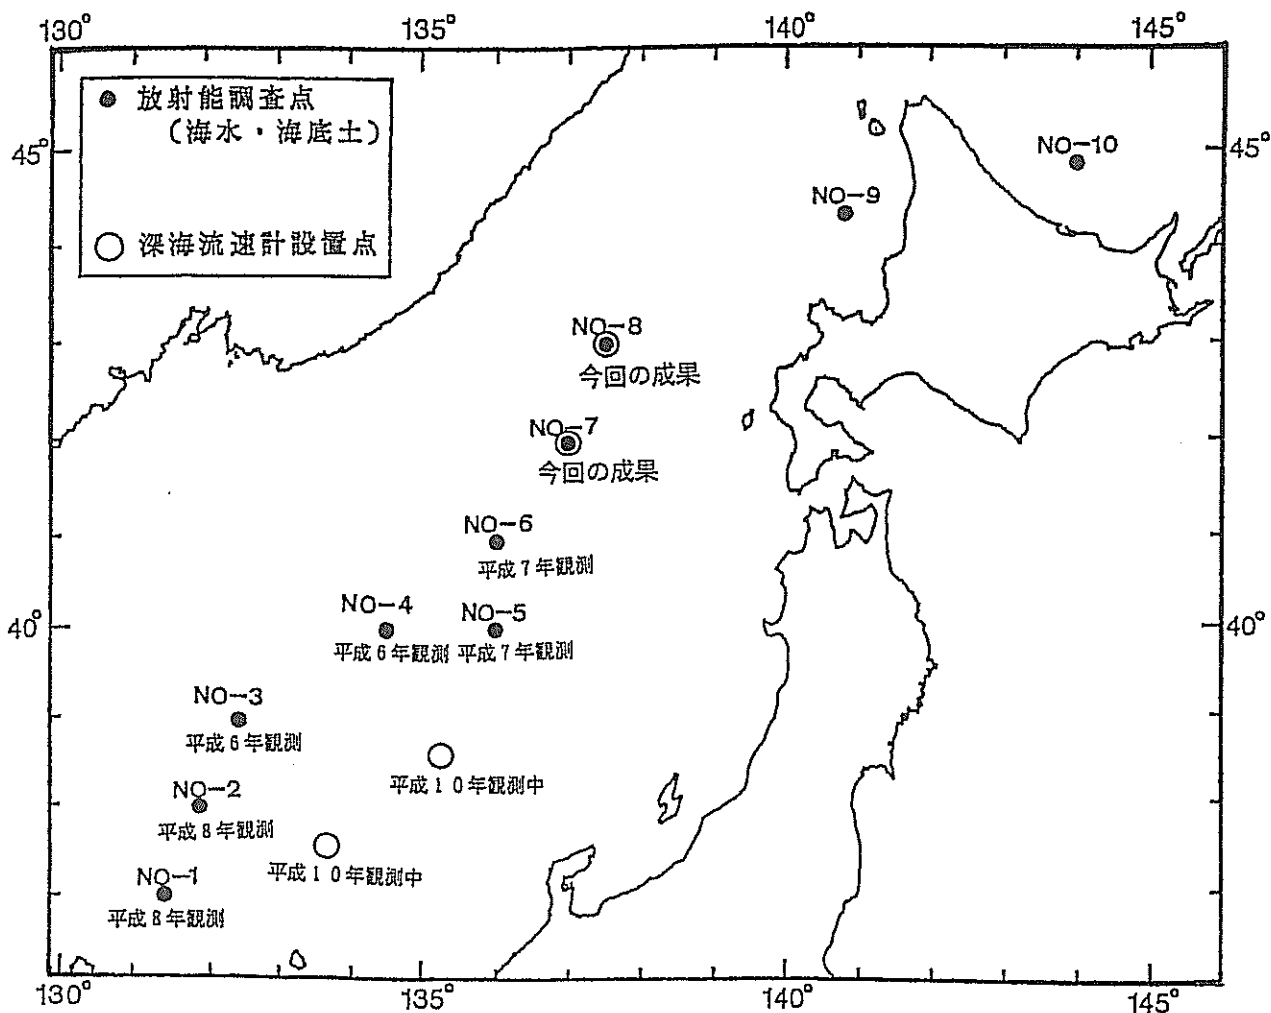 130° 135° 140° 145°
● 放射能調査点
（海水・海底土）
○ 深海流速計設置点
45° 45°
NO-10
NO-9
NO-8
今回の成果
NO-7
今回の成果
NO-6
平成7年観測
40° 40°
NO-4 NO-5
平成6年観測 平成7年観測
NO-3
平成6年観測
平成10年観測中
NO-2
平成8年観測
平成10年観測中
NO-1
平成8年観測
130° 135° 140° 145°